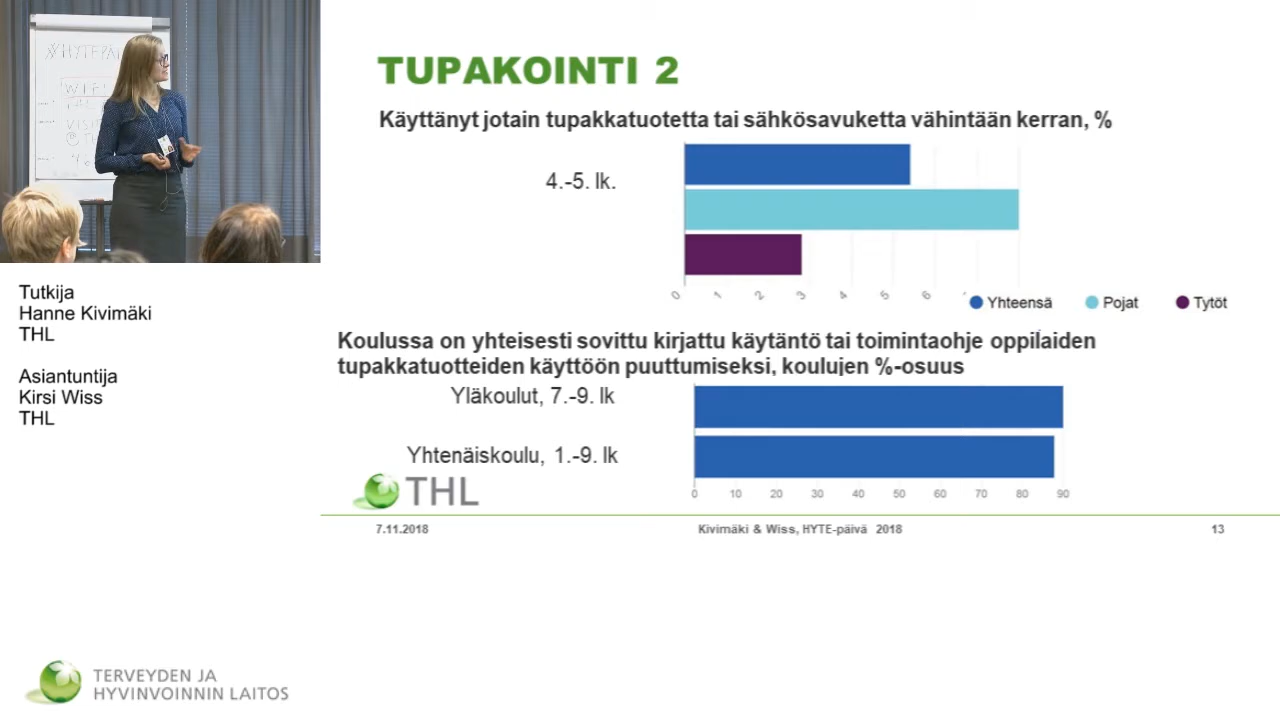 #HYTEPÄ
WIFI
TUPAKOINTI 2
Käyttänyt jotain tupakkatuotetta tai sähkösavuketta vähintään kerran, %
4.-5. lk.
0 1 2 3 4 5 6
Yhteensä Pojat Tytöt
Tutkija
Hanne Kivimäki
THL
Asiantuntija
Kirsi Wiss
THL
Koulussa on yhteisesti sovittu kirjattu käytäntö tai toimintaohje oppilaiden
tupakkatuotteiden käyttöön puuttumiseksi, koulujen %-osuus
Yläkoulut, 7.-9. lk
Yhtenäiskoulu, 1.-9. lk
0 10 20 30 40 50 60 70 80 90
THL
7.11.2018 Kivimäki & Wiss, HYTE-päivä 2018 13
TERVEYDEN JA
HYVINVOINNIN LAITOS